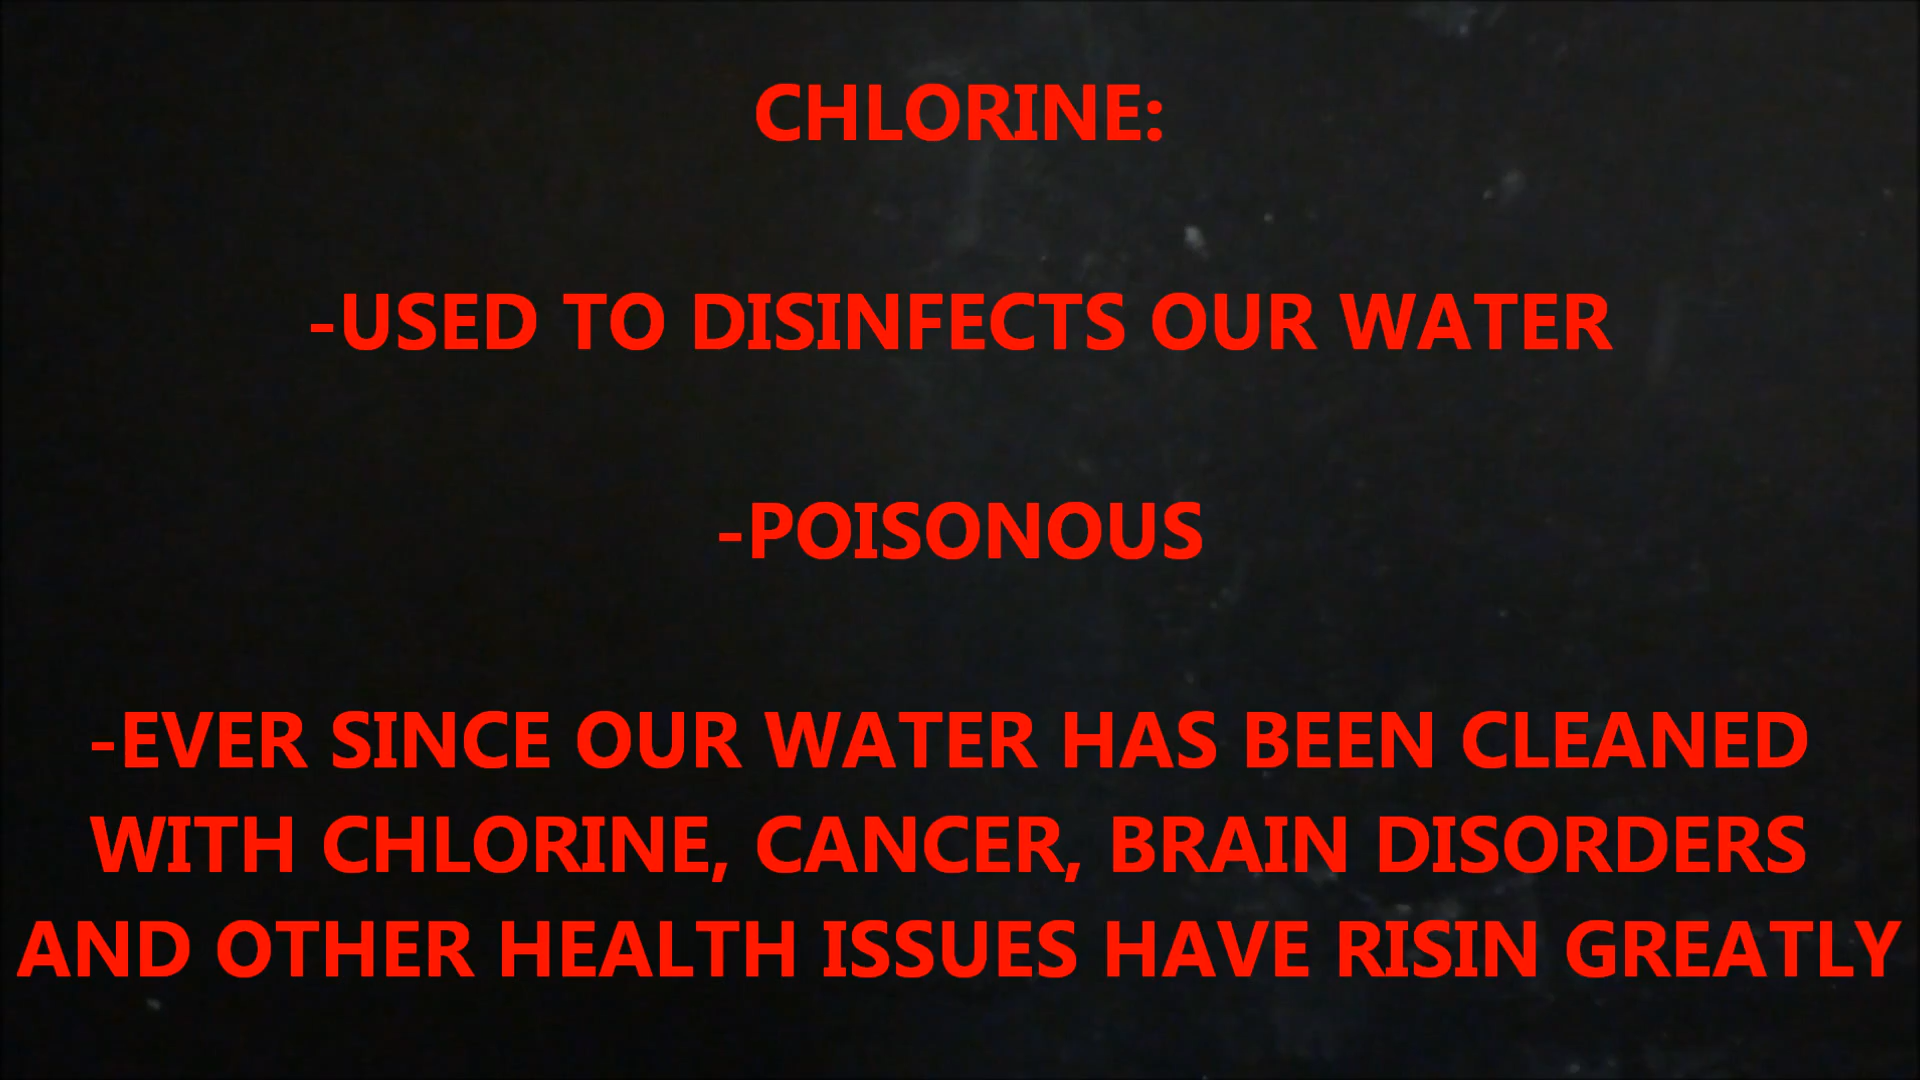 CHLORINE:
-USED TO DISINFECTS OUR WATER
-POISONOUS
-EVER SINCE OUR WATER HAS BEEN CLEANED
WITH CHLORINE, CANCER, BRAIN DISORDERS
AND OTHER HEALTH ISSUES HAVE RISIN GREATLY